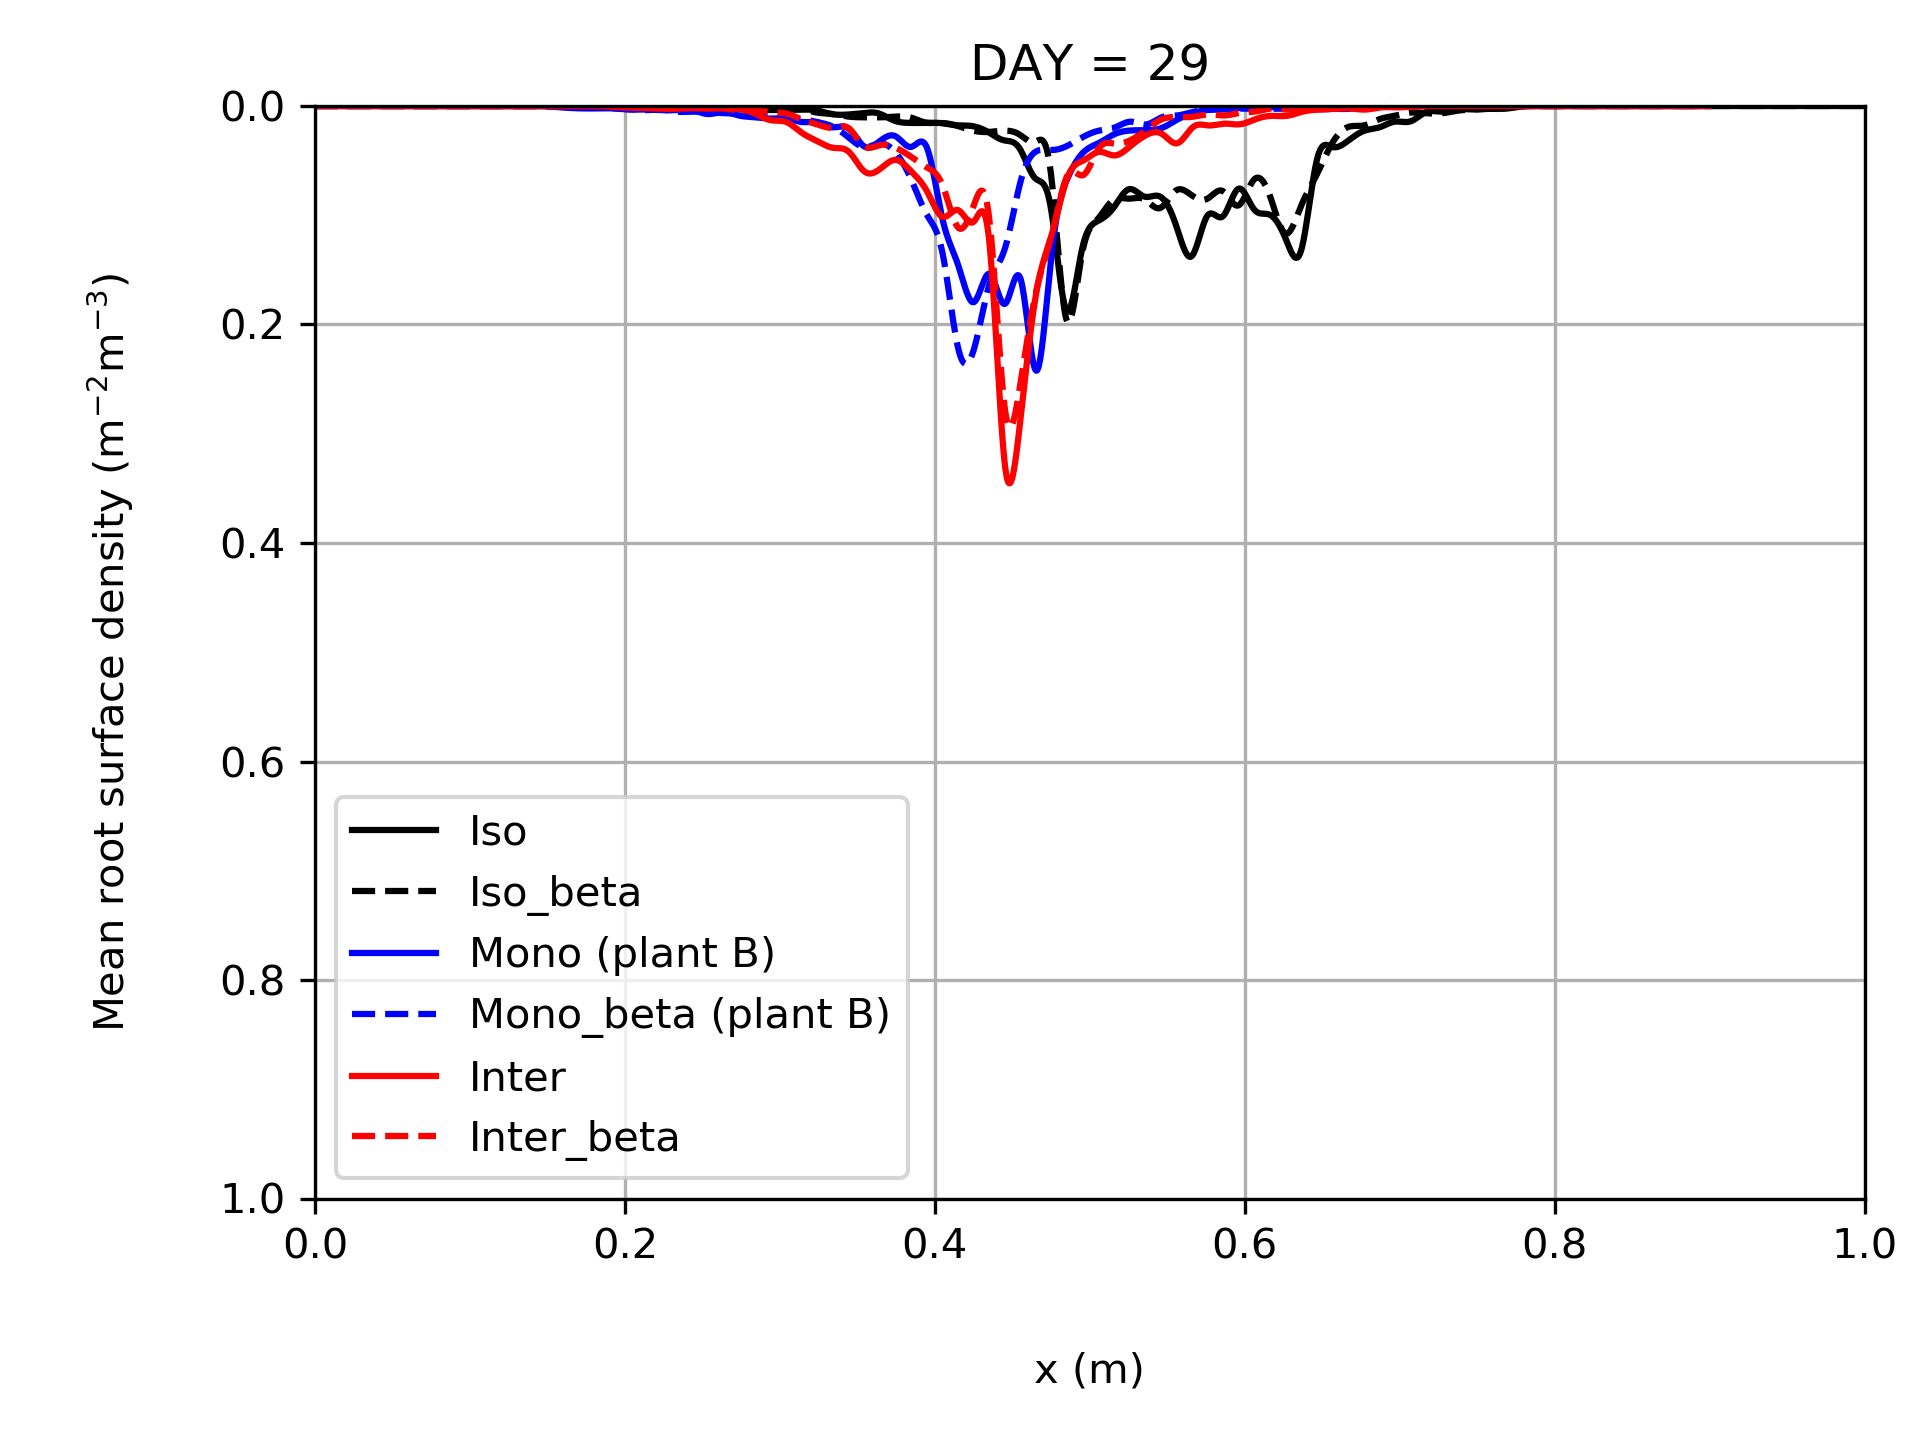 DAY = 29
0.0
0.2
0.4
0.6
0.8
1.0
Mean root surface density (m⁻²m⁻³)
Iso
Iso_beta
Mono (plant B)
Mono_beta (plant B)
Inter
Inter_beta
0.0 0.2 0.4 0.6 0.8 1.0
x (m)